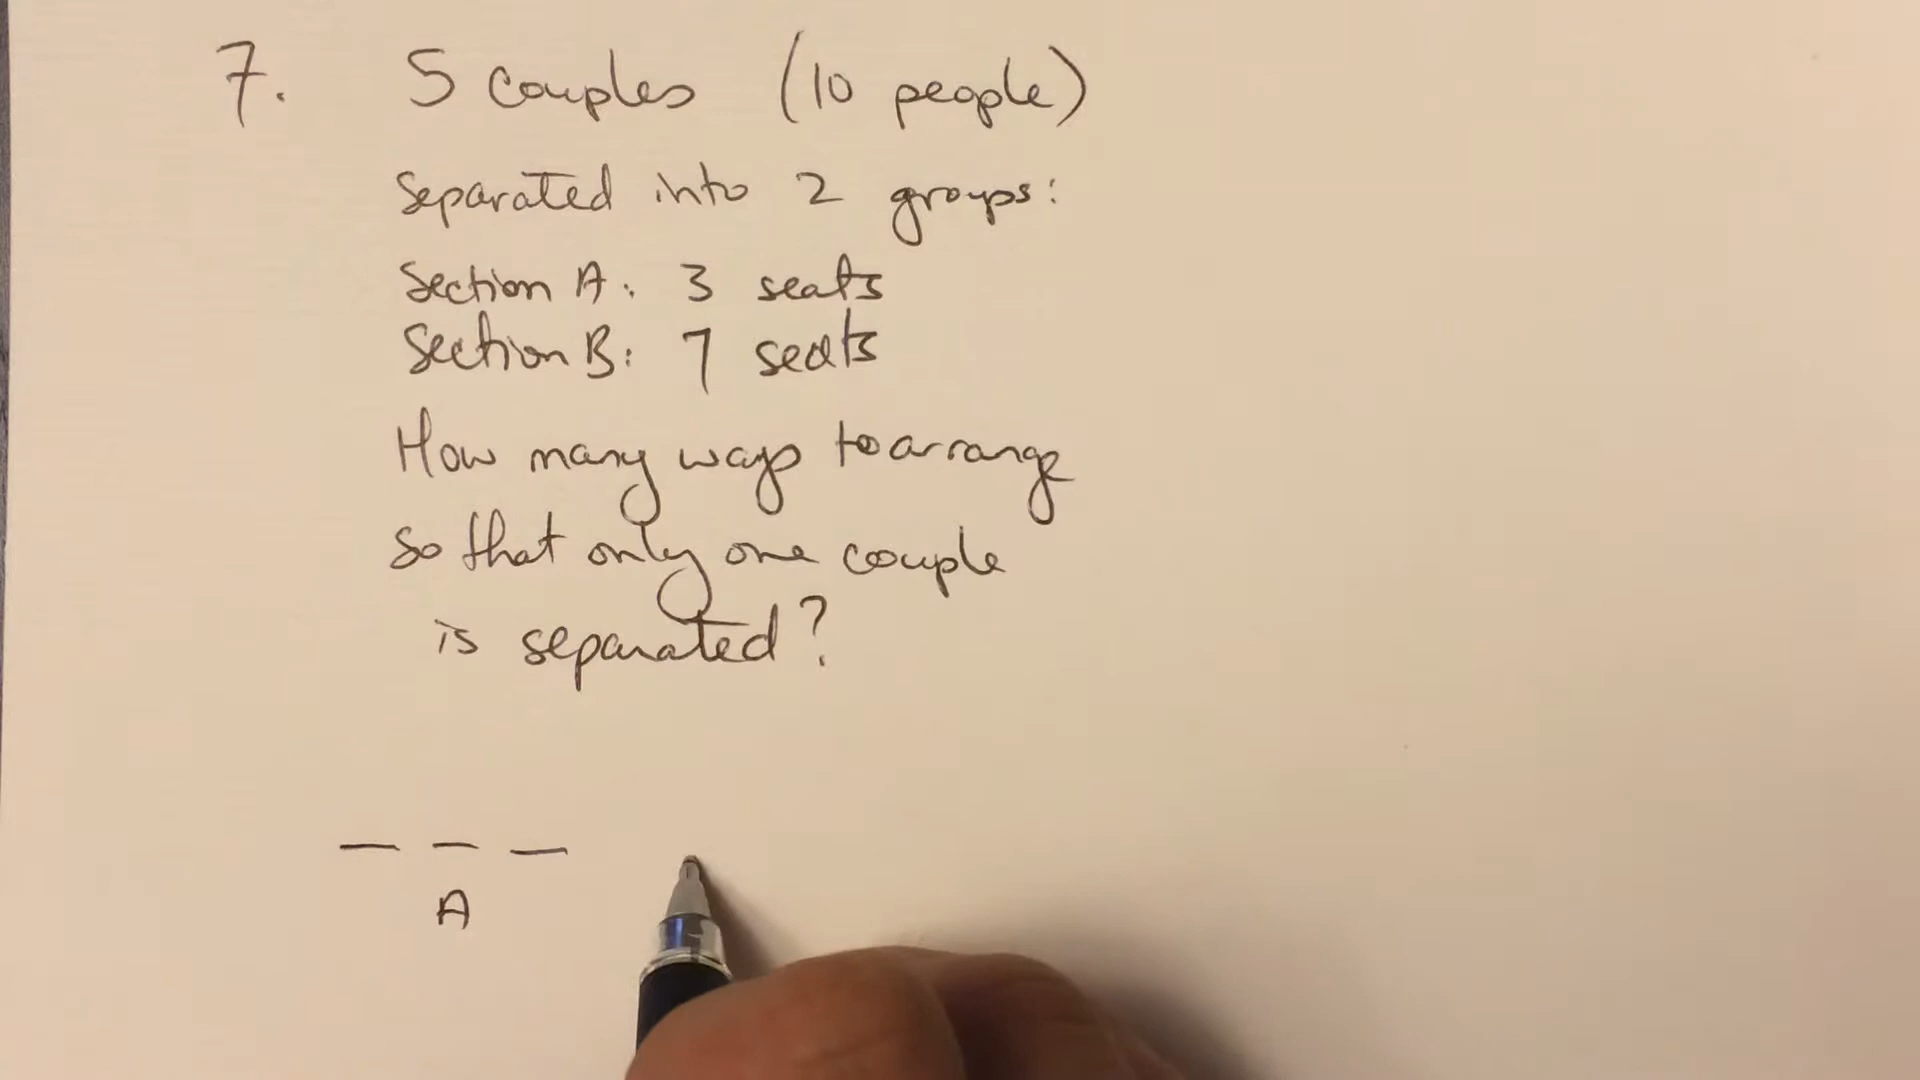 7. 5 couples (10 people)
separated into 2 groups:
Section A: 3 seats
Section B: 7 seats
How many ways to arrange
so that only one couple
is separated?
_ _ _
A